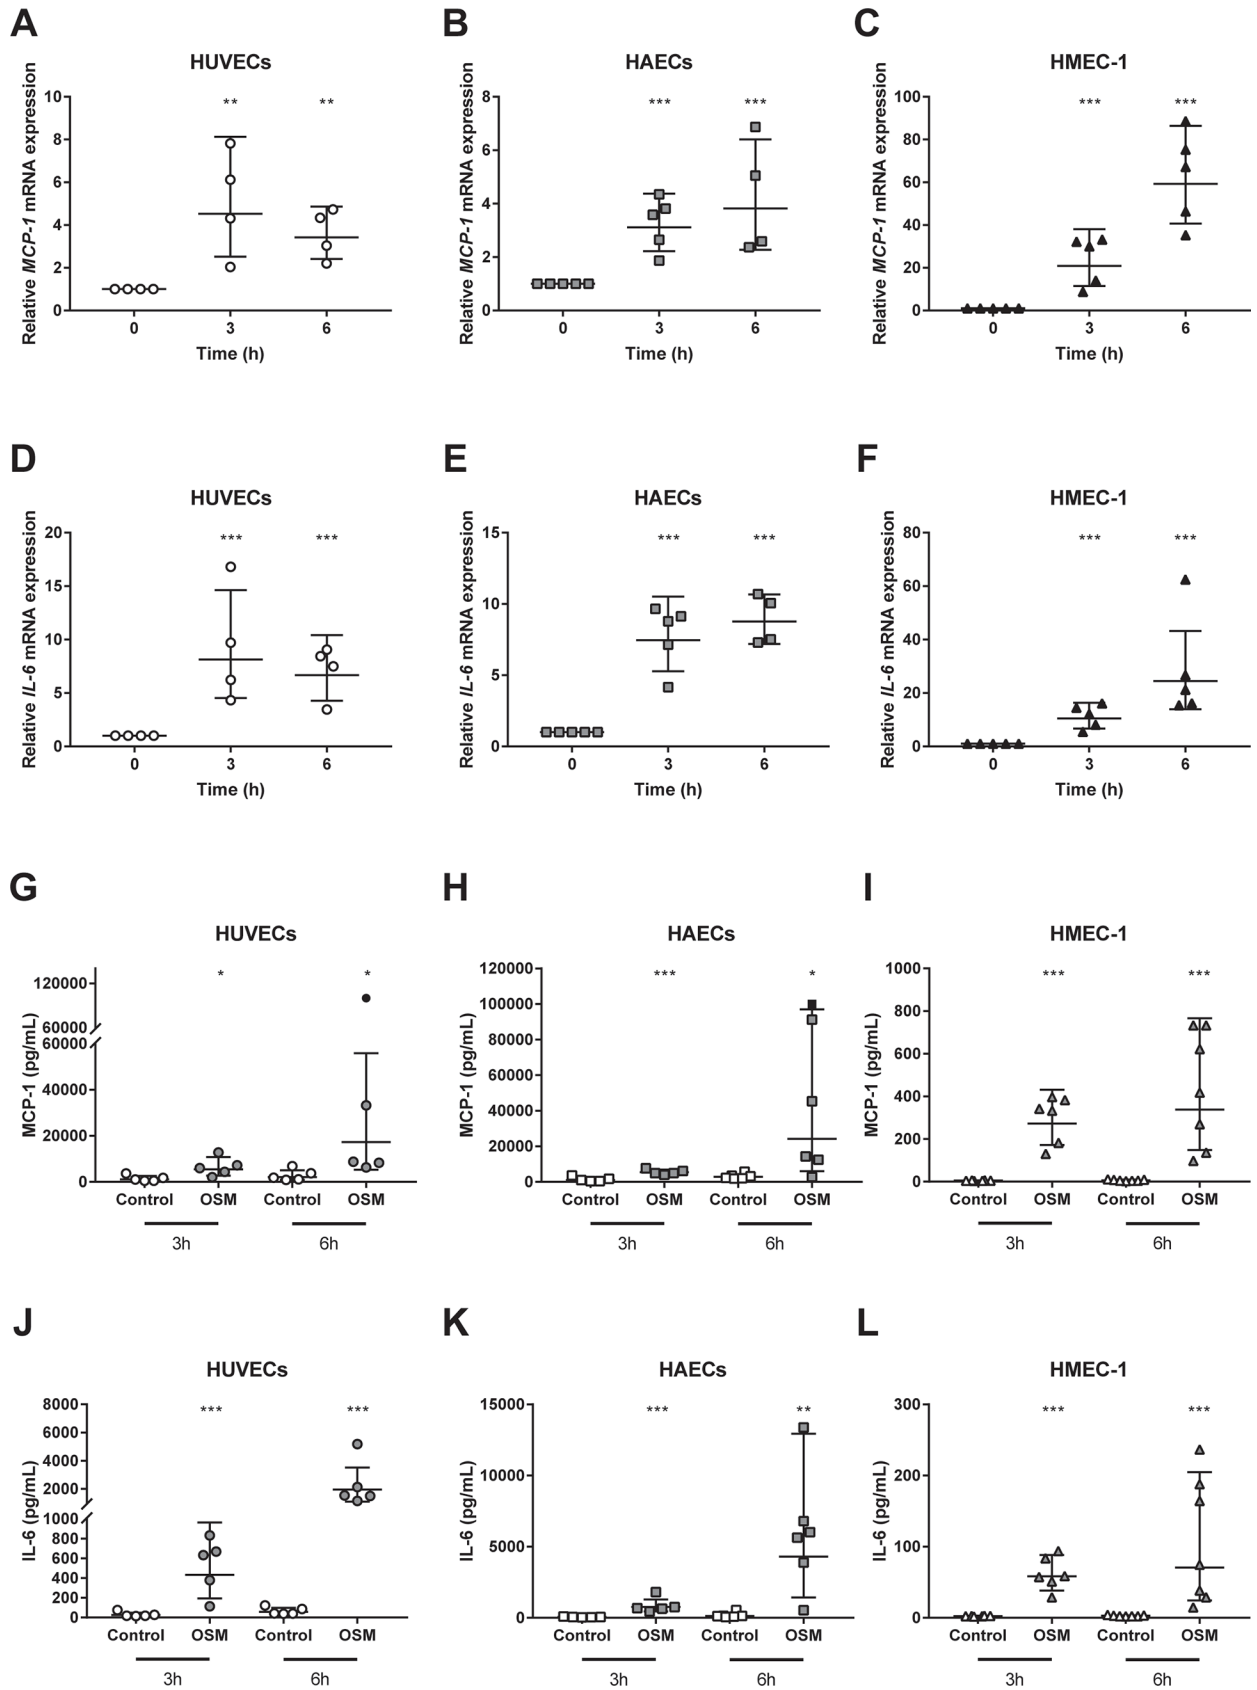 A
HUVECs
Relative MCP-1 mRNA expression
10
8
6
4
2
0
** **
0 3 6
Time (h)
B
HAECs
Relative MCP-1 mRNA expression
8
6
4
2
0
*** ***
0 3 6
Time (h)
C
HMEC-1
Relative MCP-1 mRNA expression
100
80
60
40
20
0
*** ***
0 3 6
Time (h)
D
HUVECs
Relative IL-6 mRNA expression
20
15
10
5
0
*** ***
0 3 6
Time (h)
E
HAECs
Relative IL-6 mRNA expression
15
10
5
0
*** ***
0 3 6
Time (h)
F
HMEC-1
Relative IL-6 mRNA expression
80
60
40
20
0
*** ***
0 3 6
Time (h)
G
HUVECs
MCP-1 (pg/mL)
120000
60000
60000
40000
20000
0
* *
Control OSM Control OSM
3h 6h
H
HAECs
MCP-1 (pg/mL)
120000
100000
80000
60000
40000
20000
0
*** *
Control OSM Control OSM
3h 6h
I
HMEC-1
MCP-1 (pg/mL)
1000
800
600
400
200
0
*** ***
Control OSM Control OSM
3h 6h
J
HUVECs
IL-6 (pg/mL)
8000
6000
4000
2000
1000
800
600
400
200
0
*** ***
Control OSM Control OSM
3h 6h
K
HAECs
IL-6 (pg/mL)
15000
10000
5000
0
*** **
Control OSM Control OSM
3h 6h
L
HMEC-1
IL-6 (pg/mL)
300
200
100
0
*** ***
Control OSM Control OSM
3h 6h